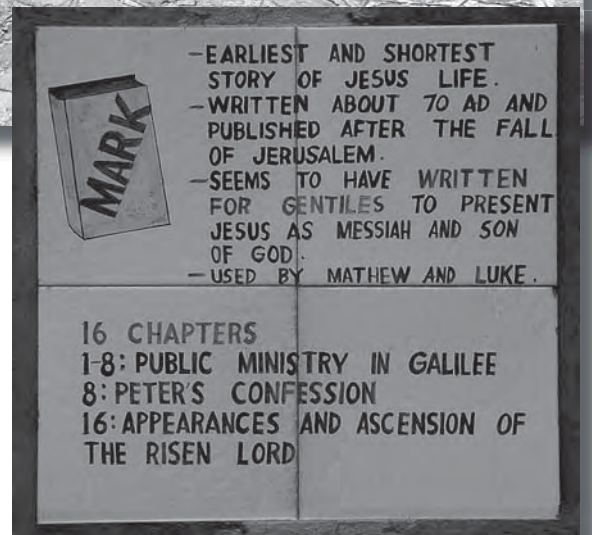 MARK
-EARLIEST AND SHORTEST
STORY OF JESUS LIFE.
-WRITTEN ABOUT 70 AD AND
PUBLISHED AFTER THE FALL
OF JERUSALEM.
-SEEMS TO HAVE WRITTEN
FOR GENTILES TO PRESENT
JESUS AS MESSIAH AND SON
OF GOD.
-USED BY MATHEW AND LUKE.
16 CHAPTERS
1-8: PUBLIC MINISTRY IN GALILEE
8: PETER'S CONFESSION
16: APPEARANCES AND ASCENSION OF
THE RISEN LORD